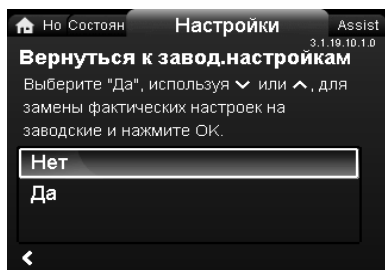 Но Состоян Настройки Assist
3.1.19.10.1.0
Вернуться к завод.настройкам
Выберите "Да", используя ∨ или ∧, для
замены фактических настроек на
заводские и нажмите OK.
Нет
Да